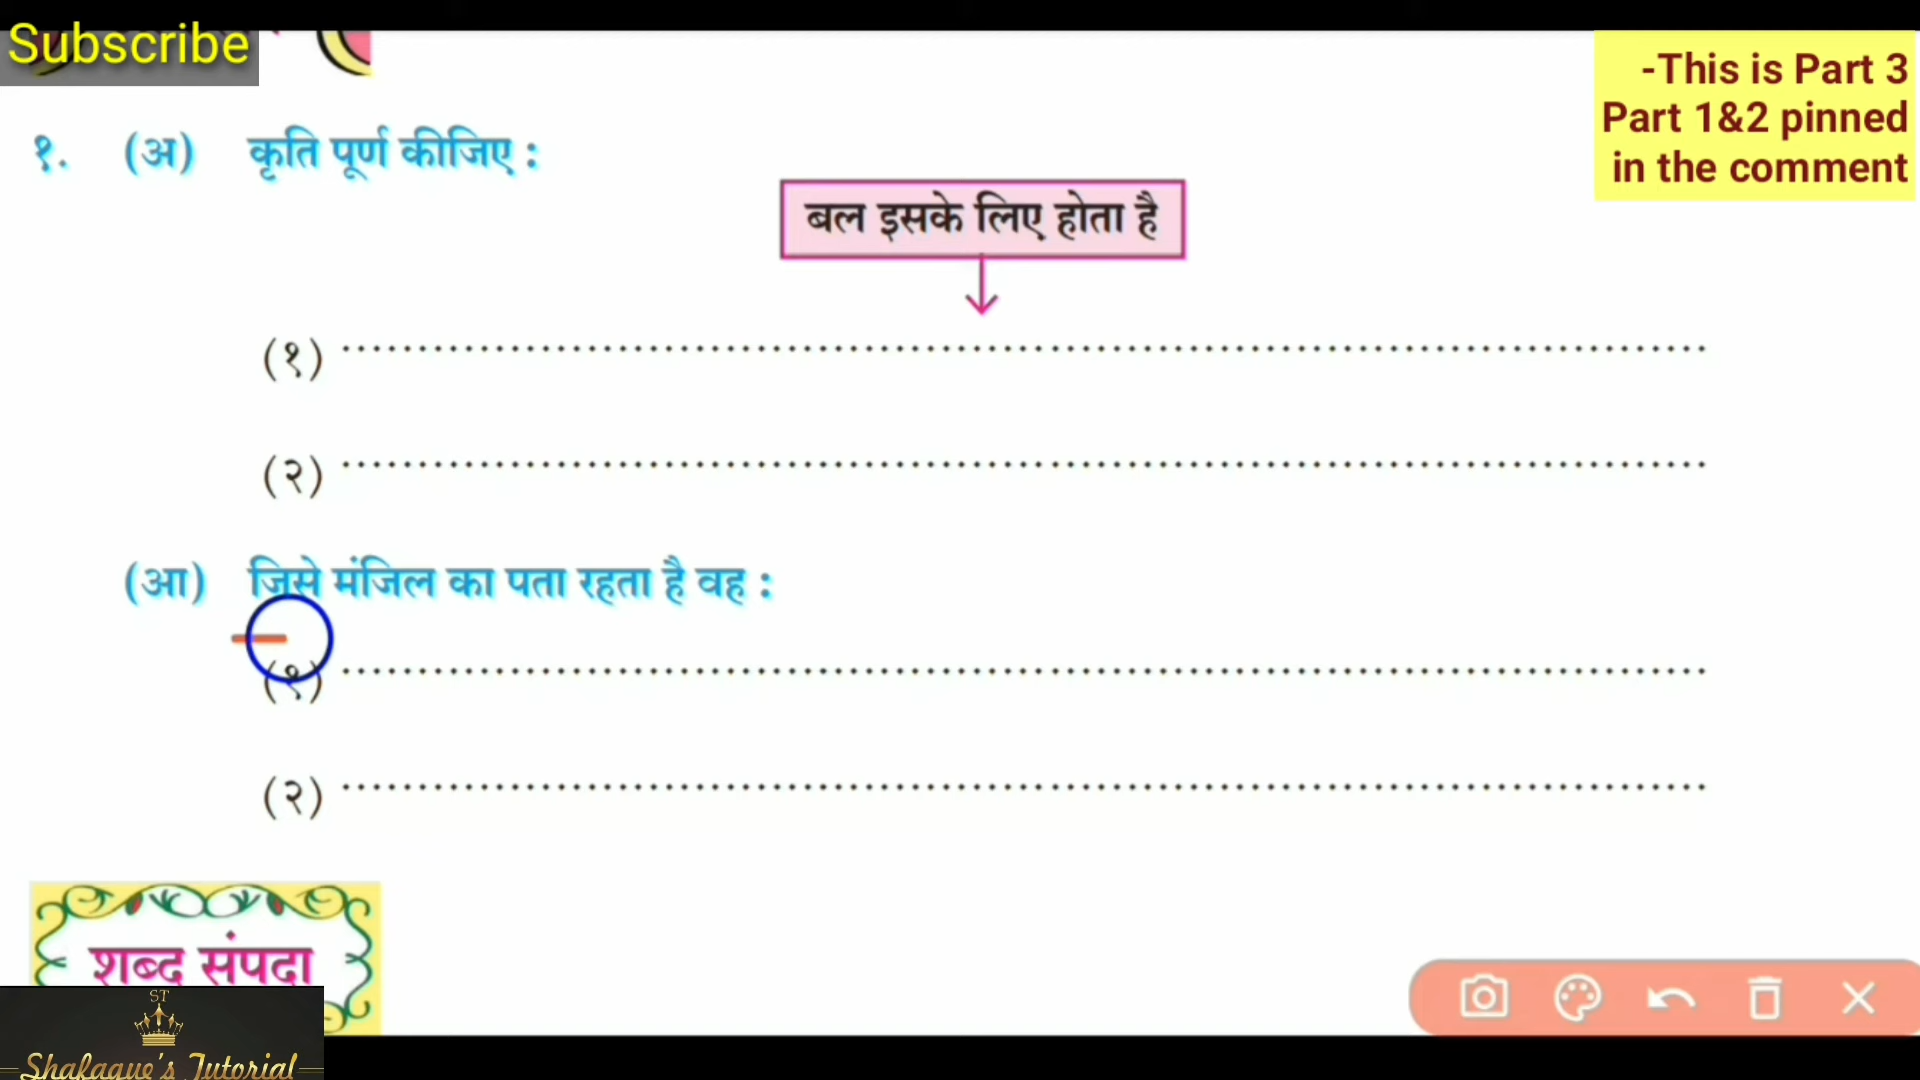 Subscribe
-This is Part 3
Part 1&2 pinned
in the comment
१. (अ) कृति पूर्ण कीजिए :
बल इसके लिए होता है
(१) ........................................................................................
(२) ........................................................................................
(आ) जिसे मंजिल का पता रहता है वह :
(१) ........................................................................................
(२) ........................................................................................
शब्द संपदा
ST
Shafaque's Tutorial